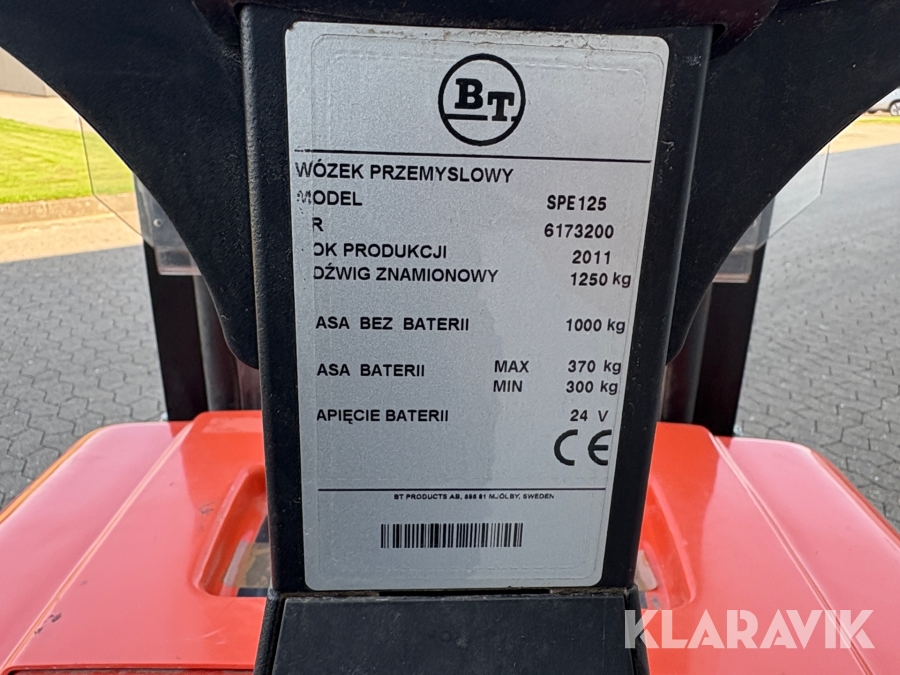 BT
WÓZEK PRZEMYSLOWY
MODEL SPE125
R 6173200
OK PRODUKCJI 2011
DŹWIG ZNAMIONOWY 1250 kg
ASA BEZ BATERII 1000 kg
ASA BATERII MAX 370 kg
MIN 300 kg
APIĘCIE BATERII 24 V
CE
BT PRODUCTS AB, 595 81 MJOLBY, SWEDEN
KLARAVIK